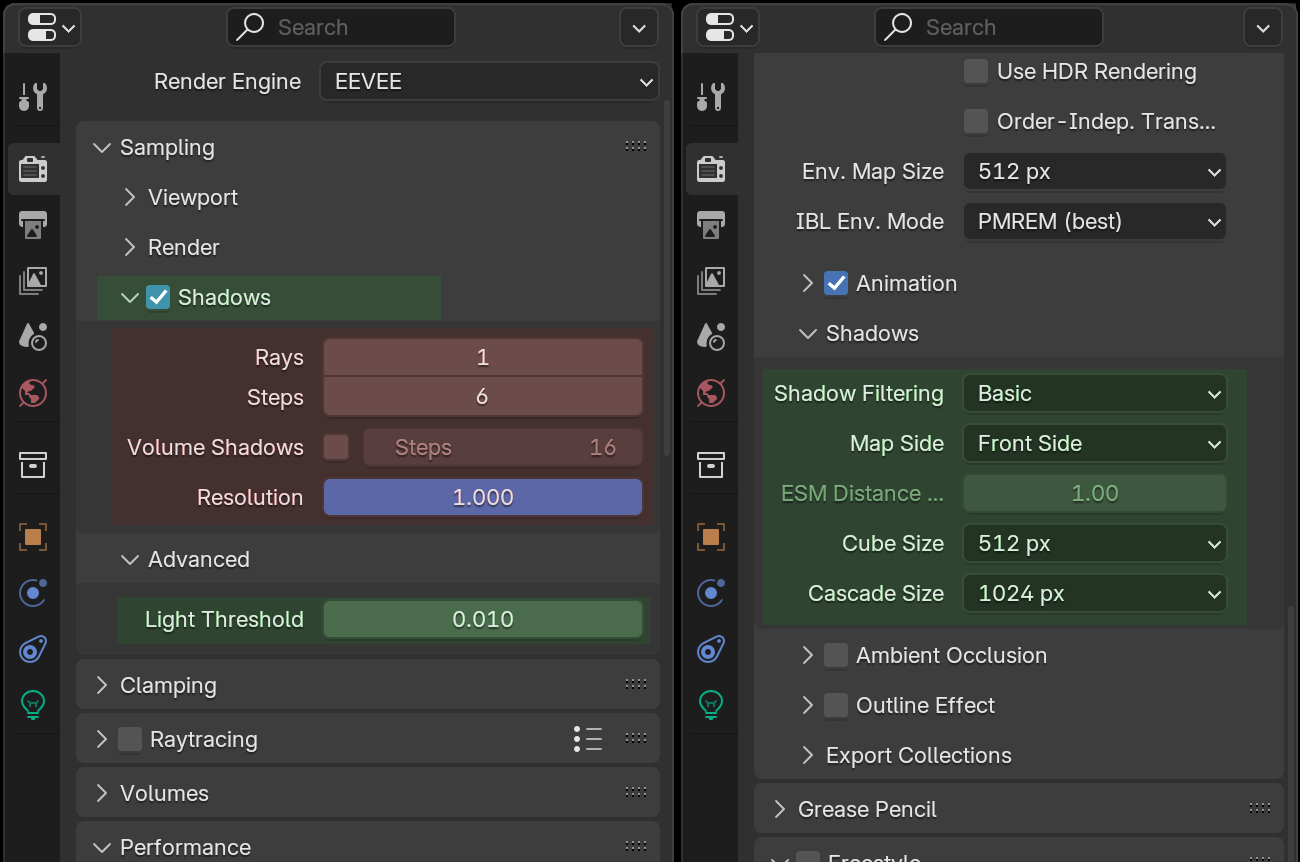 Search
Render Engine EEVEE
Sampling
Viewport
Render
Shadows
Rays 1
Steps 6
Volume Shadows Steps 16
Resolution 1.000
Advanced
Light Threshold 0.010
Clamping
Raytracing
Volumes
Performance
Search
Use HDR Rendering
Order-Indep. Trans...
Env. Map Size 512 px
IBL Env. Mode PMREM (best)
Animation
Shadows
Shadow Filtering Basic
Map Side Front Side
ESM Distance ... 1.00
Cube Size 512 px
Cascade Size 1024 px
Ambient Occlusion
Outline Effect
Export Collections
Grease Pencil
Freestyle